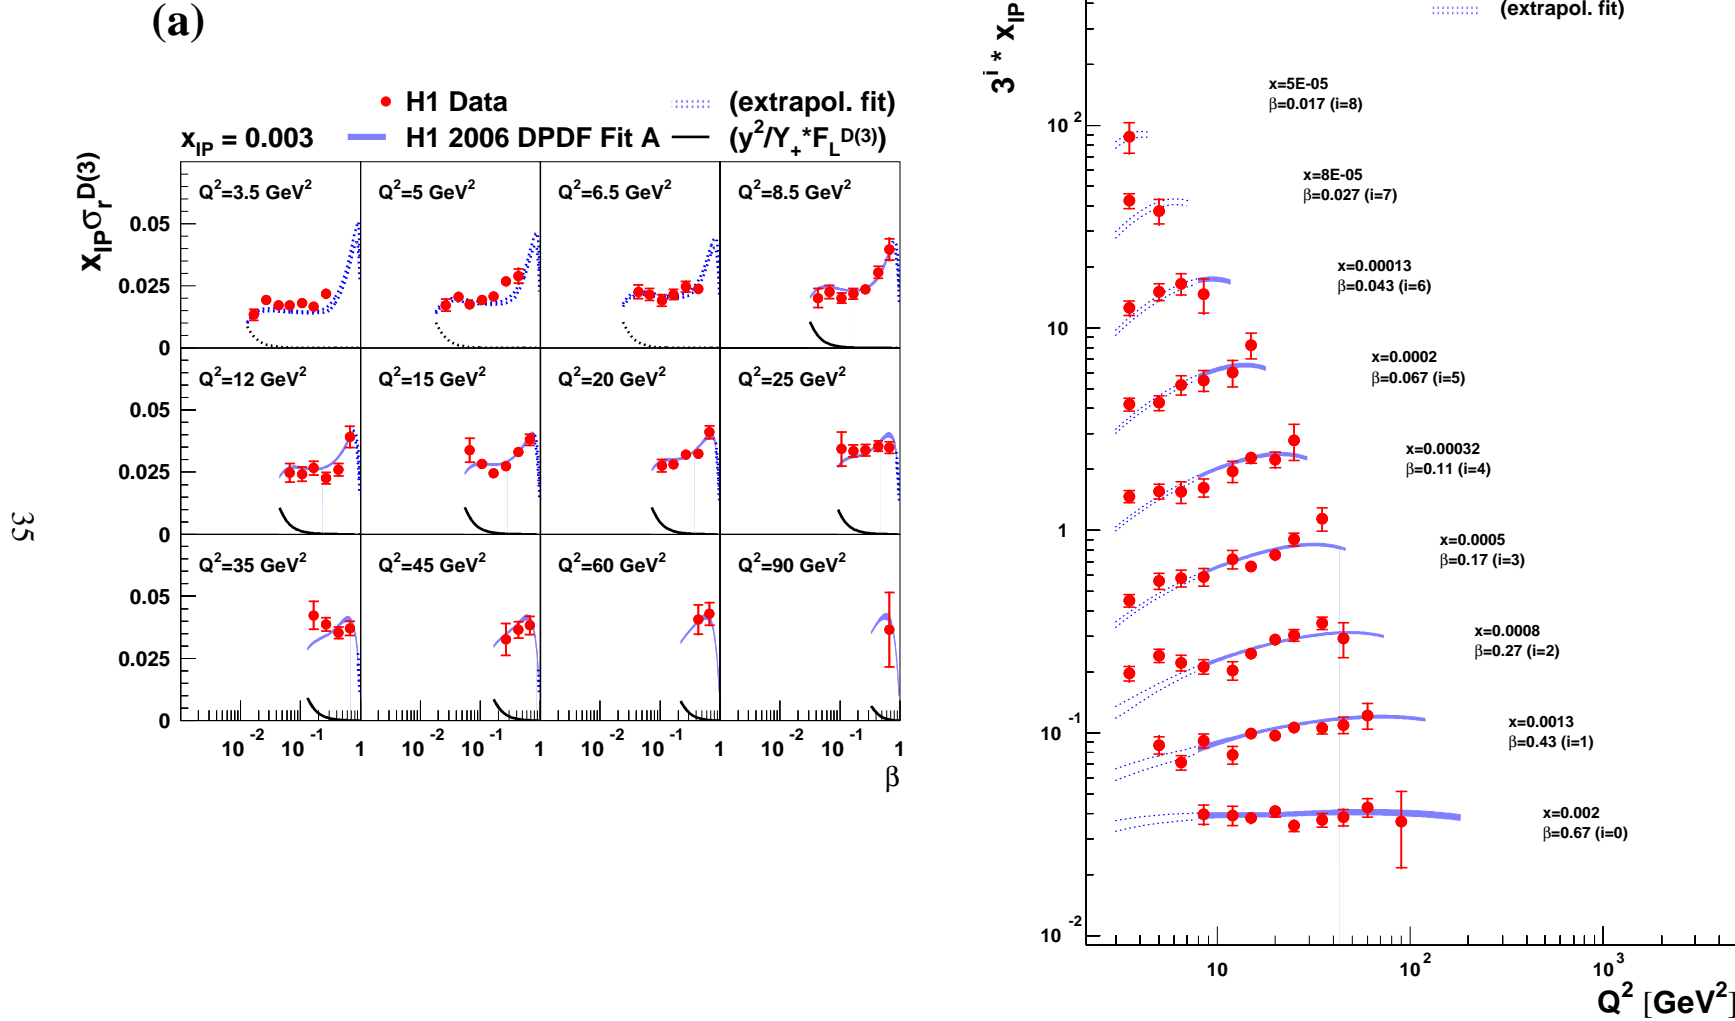 (a)
H1 Data
(extrapol. fit)
x_IP = 0.003
H1 2006 DPDF Fit A
(y²/Y₊*F_L^D(3))
x_IP σ_r^D(3)
Q²=3.5 GeV²
Q²=5 GeV²
Q²=6.5 GeV²
Q²=8.5 GeV²
0.05
0.025
0
Q²=12 GeV²
Q²=15 GeV²
Q²=20 GeV²
Q²=25 GeV²
0.05
0.025
0
Q²=35 GeV²
Q²=45 GeV²
Q²=60 GeV²
Q²=90 GeV²
0.05
0.025
0
10⁻² 10⁻¹ 1 10⁻² 10⁻¹ 1 10⁻² 10⁻¹ 1 10⁻² 10⁻¹ 1
β
35
3^i * x_IP
(extrapol. fit)
x=5E-05
β=0.017 (i=8)
x=8E-05
β=0.027 (i=7)
x=0.00013
β=0.043 (i=6)
x=0.0002
β=0.067 (i=5)
x=0.00032
β=0.11 (i=4)
x=0.0005
β=0.17 (i=3)
x=0.0008
β=0.27 (i=2)
x=0.0013
β=0.43 (i=1)
x=0.002
β=0.67 (i=0)
10²
10
1
10⁻¹
10⁻²
10 10² 10³
Q² [GeV²]